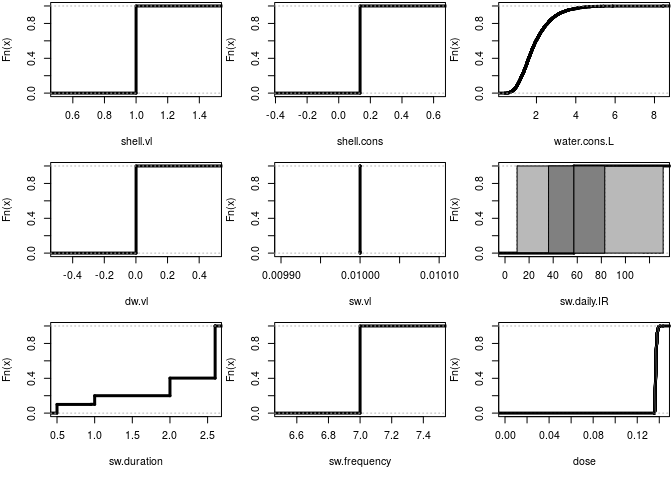 Fn(x)
0.0 0.4 0.8
0.6 0.8 1.0 1.2 1.4
shell.vl
Fn(x)
0.0 0.4 0.8
-0.4 -0.2 0.0 0.2 0.4 0.6
shell.cons
Fn(x)
0.0 0.4 0.8
2 4 6 8
water.cons.L
Fn(x)
0.0 0.4 0.8
-0.4 -0.2 0.0 0.2 0.4
dw.vl
Fn(x)
0.0 0.4 0.8
0.00990 0.01000 0.01010
sw.vl
Fn(x)
0.0 0.4 0.8
0 20 40 60 80 100
sw.daily.IR
Fn(x)
0.0 0.4 0.8
0.5 1.0 1.5 2.0 2.5
sw.duration
Fn(x)
0.0 0.4 0.8
6.6 6.8 7.0 7.2 7.4
sw.frequency
Fn(x)
0.0 0.4 0.8
0.00 0.04 0.08 0.12
dose